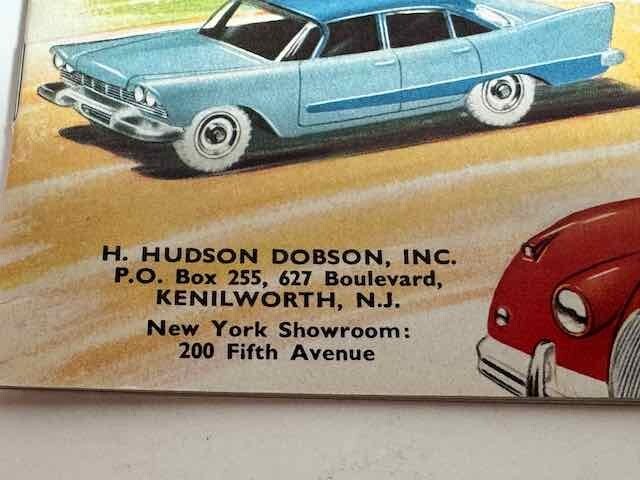 H. HUDSON DOBSON, INC.
P.O. Box 255, 627 Boulevard,
KENILWORTH, N.J.
New York Showroom:
200 Fifth Avenue